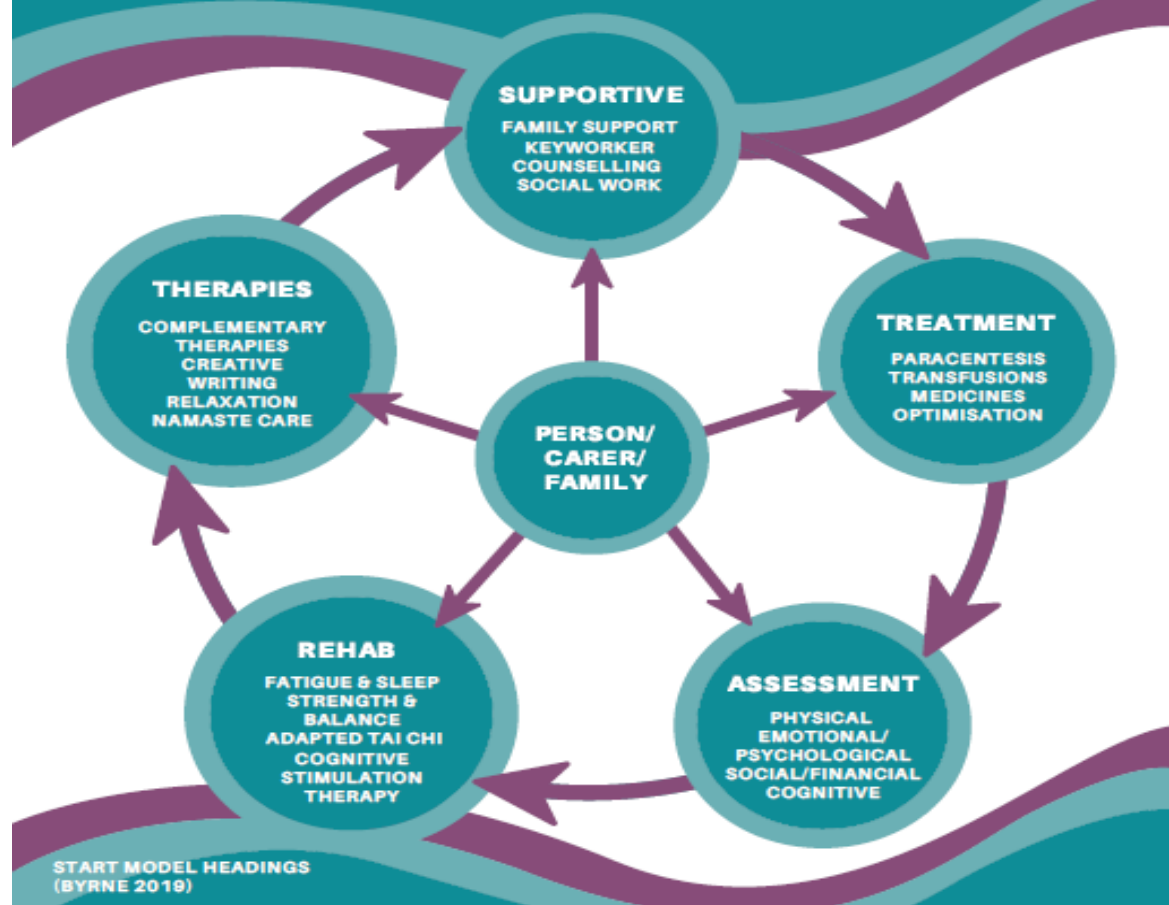 SUPPORTIVE
FAMILY SUPPORT
KEYWORKER
COUNSELLING
SOCIAL WORK
TREATMENT
PARACENTESIS
TRANSFUSIONS
MEDICINES
OPTIMISATION
ASSESSMENT
PHYSICAL
EMOTIONAL/
PSYCHOLOGICAL
SOCIAL/FINANCIAL
COGNITIVE
REHAB
FATIGUE & SLEEP
STRENGTH &
BALANCE
ADAPTED TAI CHI
COGNITIVE
STIMULATION
THERAPY
THERAPIES
COMPLEMENTARY
THERAPIES
CREATIVE
WRITING
RELAXATION
NAMASTE CARE
PERSON/
CARER/
FAMILY
START MODEL HEADINGS
(BYRNE 2019)